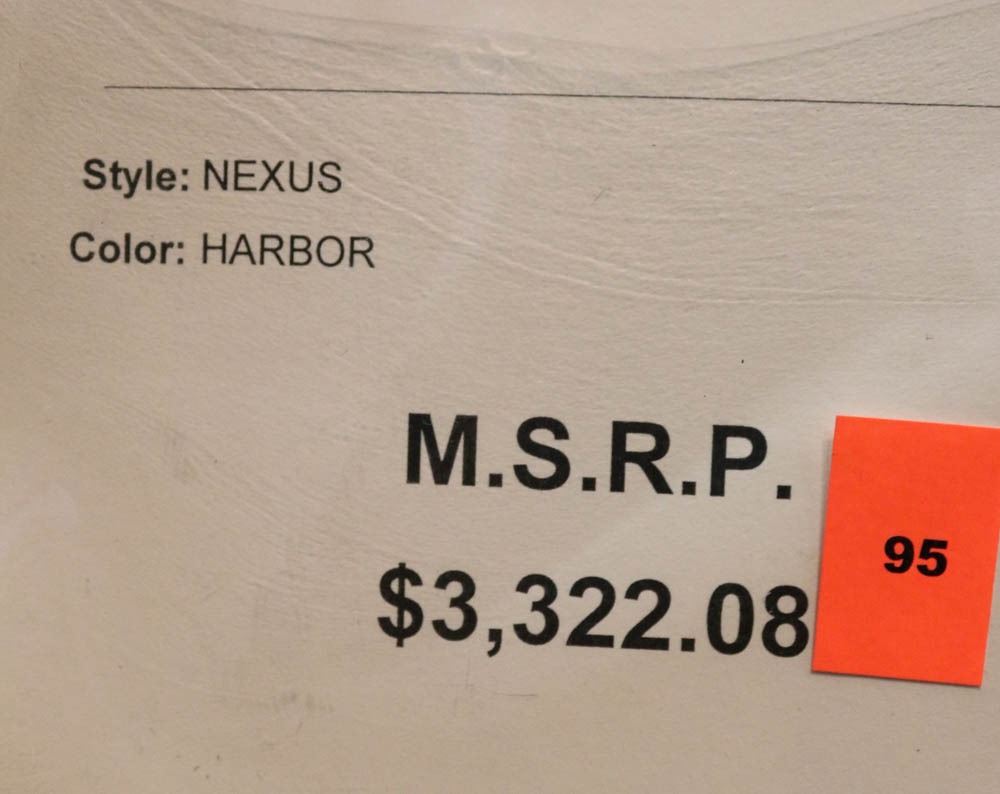 Style: NEXUS
Color: HARBOR
M.S.R.P.
95
$3,322.08